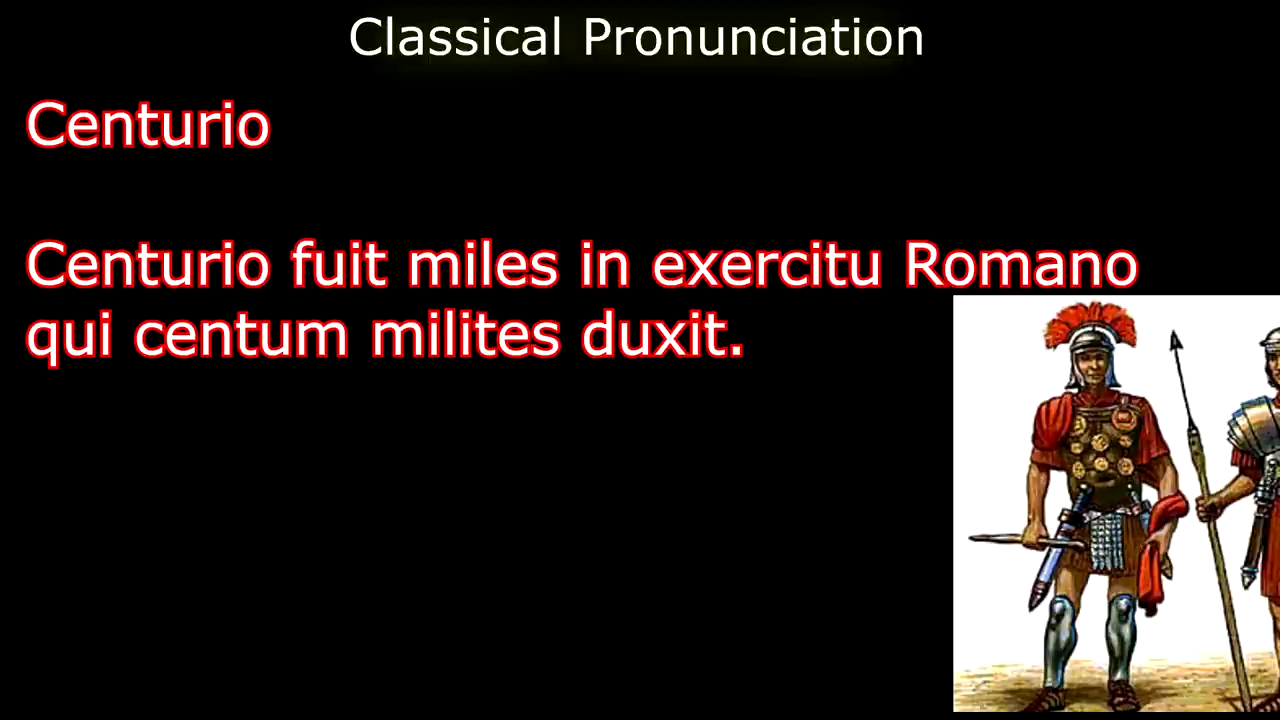 Classical Pronunciation
Centurio
Centurio fuit miles in exercitu Romano
qui centum milites duxit.